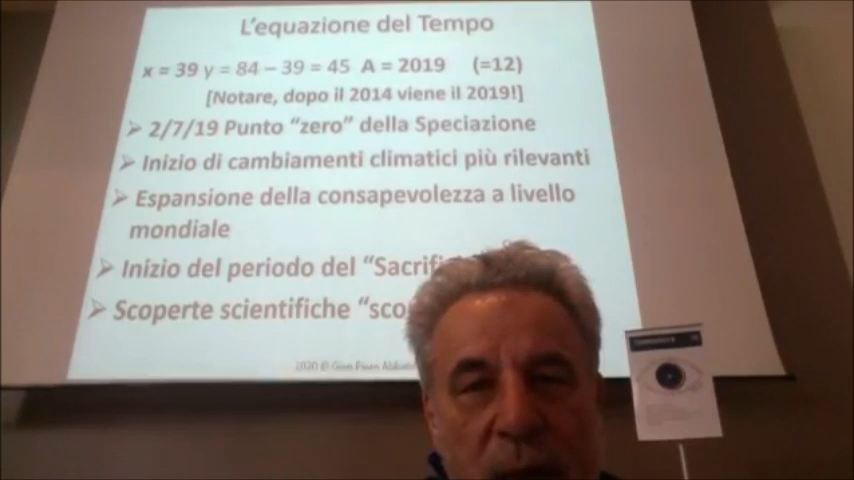 L'equazione del Tempo
x = 39 y = 84 – 39 = 45 A = 2019 (=12)
[Notare, dopo il 2014 viene il 2019!]
➢ 2/7/19 Punto "zero" della Speciazione
➢ Inizio di cambiamenti climatici più rilevanti
➢ Espansione della consapevolezza a livello
mondiale
➢ Inizio del periodo del "Sacrifi
➢ Scoperte scientifiche "sco
2020 ©